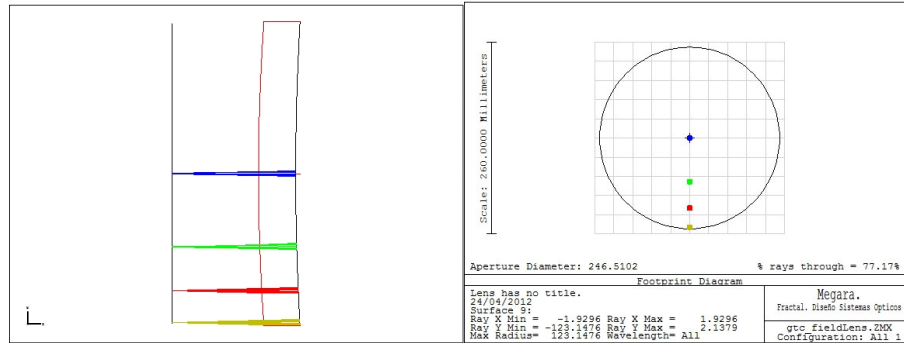 Scale: 260.0000 Millimeters
Aperture Diameter: 246.5102 % rays through = 77.17%
Footprint Diagram
Lens has no title.
24/04/2012
Surface 9:
Ray X Min = -1.9296 Ray X Max = 1.9296
Ray Y Min = -123.1476 Ray Y Max = 2.1379
Max Radius= 123.1476 Wavelength= All
Megara.
Fractal. Diseño Sistemas Opticos
gtc_fieldLens.ZMX
Configuration: All 1